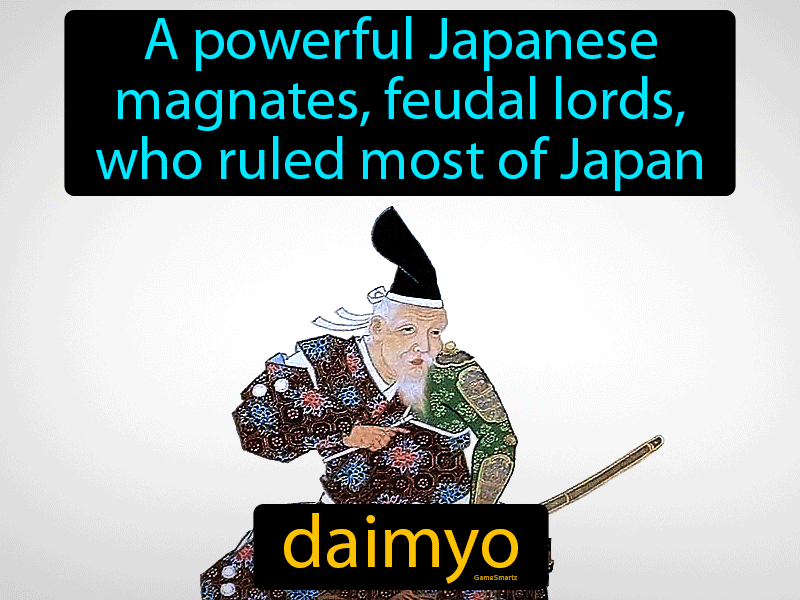 A powerful Japanese
magnates, feudal lords,
who ruled most of Japan
daimyo
GameSmartz